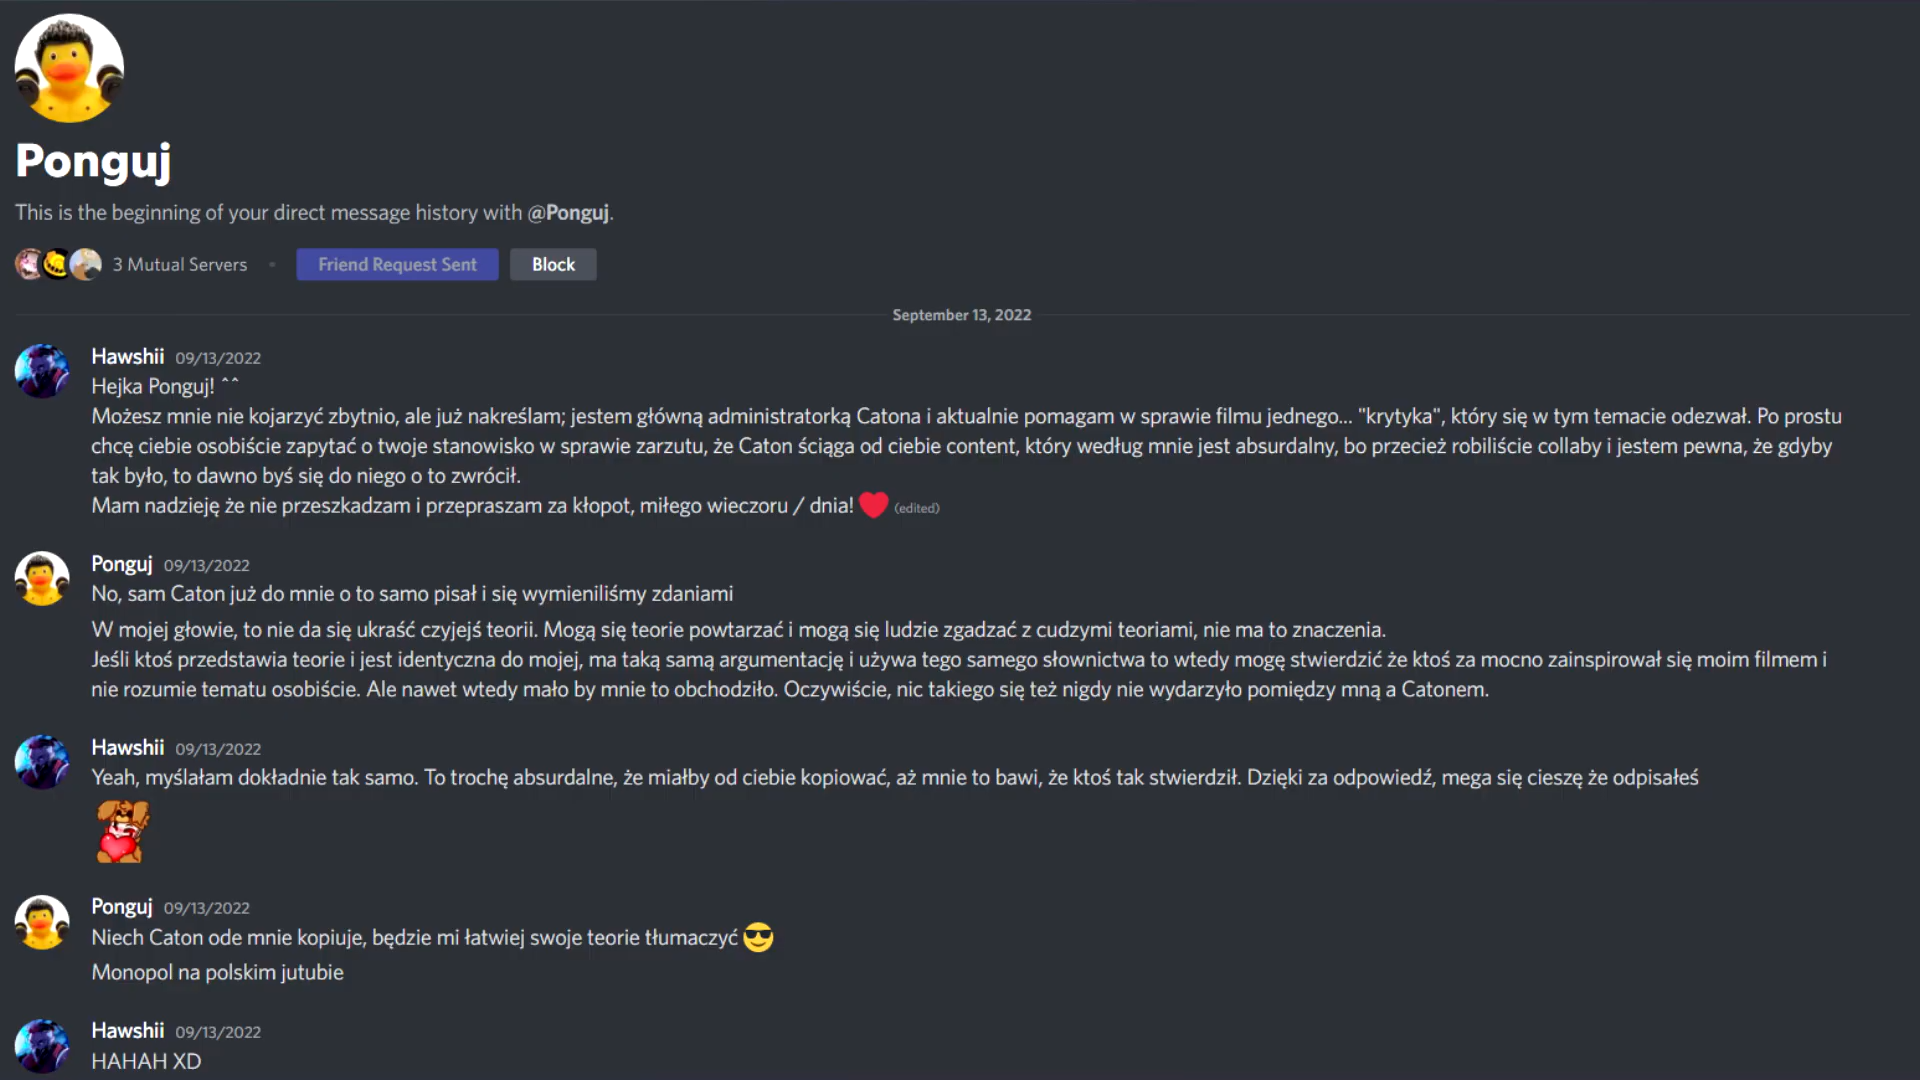 Ponguj
This is the beginning of your direct message history with @Ponguj.
3 Mutual Servers • Friend Request Sent Block
September 13, 2022
Hawshii 09/13/2022
Hejka Ponguj! ^^
Możesz mnie nie kojarzyć zbytnio, ale już nakreślam; jestem główną administratorką Catona i aktualnie pomagam w sprawie filmu jednego... "krytyka", który się w tym temacie odezwał. Po prostu
chcę ciebie osobiście zapytać o twoje stanowisko w sprawie zarzutu, że Caton ściąga od ciebie content, który według mnie jest absurdalny, bo przecież robiliście collaby i jestem pewna, że gdyby
tak było, to dawno byś się do niego o to zwrócił.
Mam nadzieję że nie przeszkadzam i przepraszam za kłopot, miłego wieczoru / dnia! ❤️ (edited)
Ponguj 09/13/2022
No, sam Caton już do mnie o to samo pisał i się wymieniliśmy zdaniami
W mojej głowie, to nie da się ukraść czyjejś teorii. Mogą się teorie powtarzać i mogą się ludzie zgadzać z cudzymi teoriami, nie ma to znaczenia.
Jeśli ktoś przedstawia teorie i jest identyczna do mojej, ma taką samą argumentację i używa tego samego słownictwa to wtedy mogę stwierdzić że ktoś za mocno zainspirował się moim filmem i
nie rozumie tematu osobiście. Ale nawet wtedy mało by mnie to obchodziło. Oczywiście, nic takiego się też nigdy nie wydarzyło pomiędzy mną a Catonem.
Hawshii 09/13/2022
Yeah, myślałam dokładnie tak samo. To trochę absurdalne, że miałby od ciebie kopiować, aż mnie to bawi, że ktoś tak stwierdził. Dzięki za odpowiedź, mega się cieszę że odpisałeś
Ponguj 09/13/2022
Niech Caton ode mnie kopiuje, będzie mi łatwiej swoje teorie tłumaczyć 😎
Monopol na polskim jutubie
Hawshii 09/13/2022
HAHAH XD